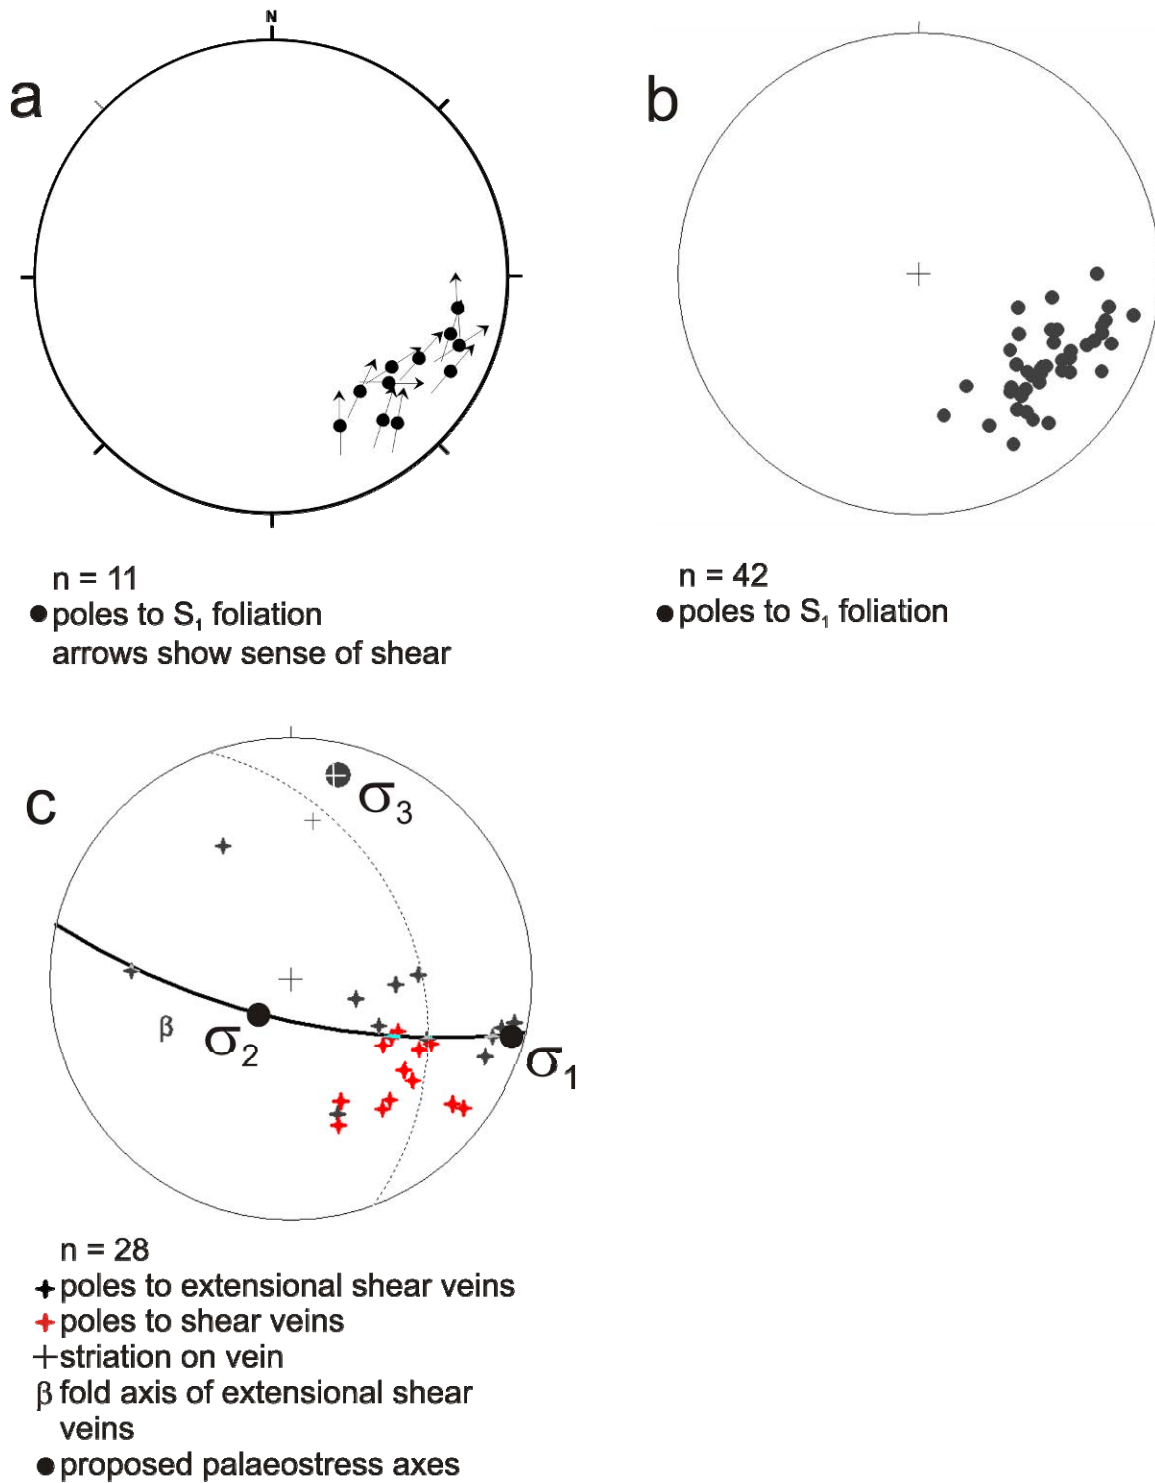 N
a
b
n = 11
poles to S₁ foliation
arrows show sense of shear
n = 42
poles to S₁ foliation
c
σ₃
β
σ₂
σ₁
n = 28
poles to extensional shear veins
poles to shear veins
striation on vein
β fold axis of extensional shear
veins
proposed palaeostress axes